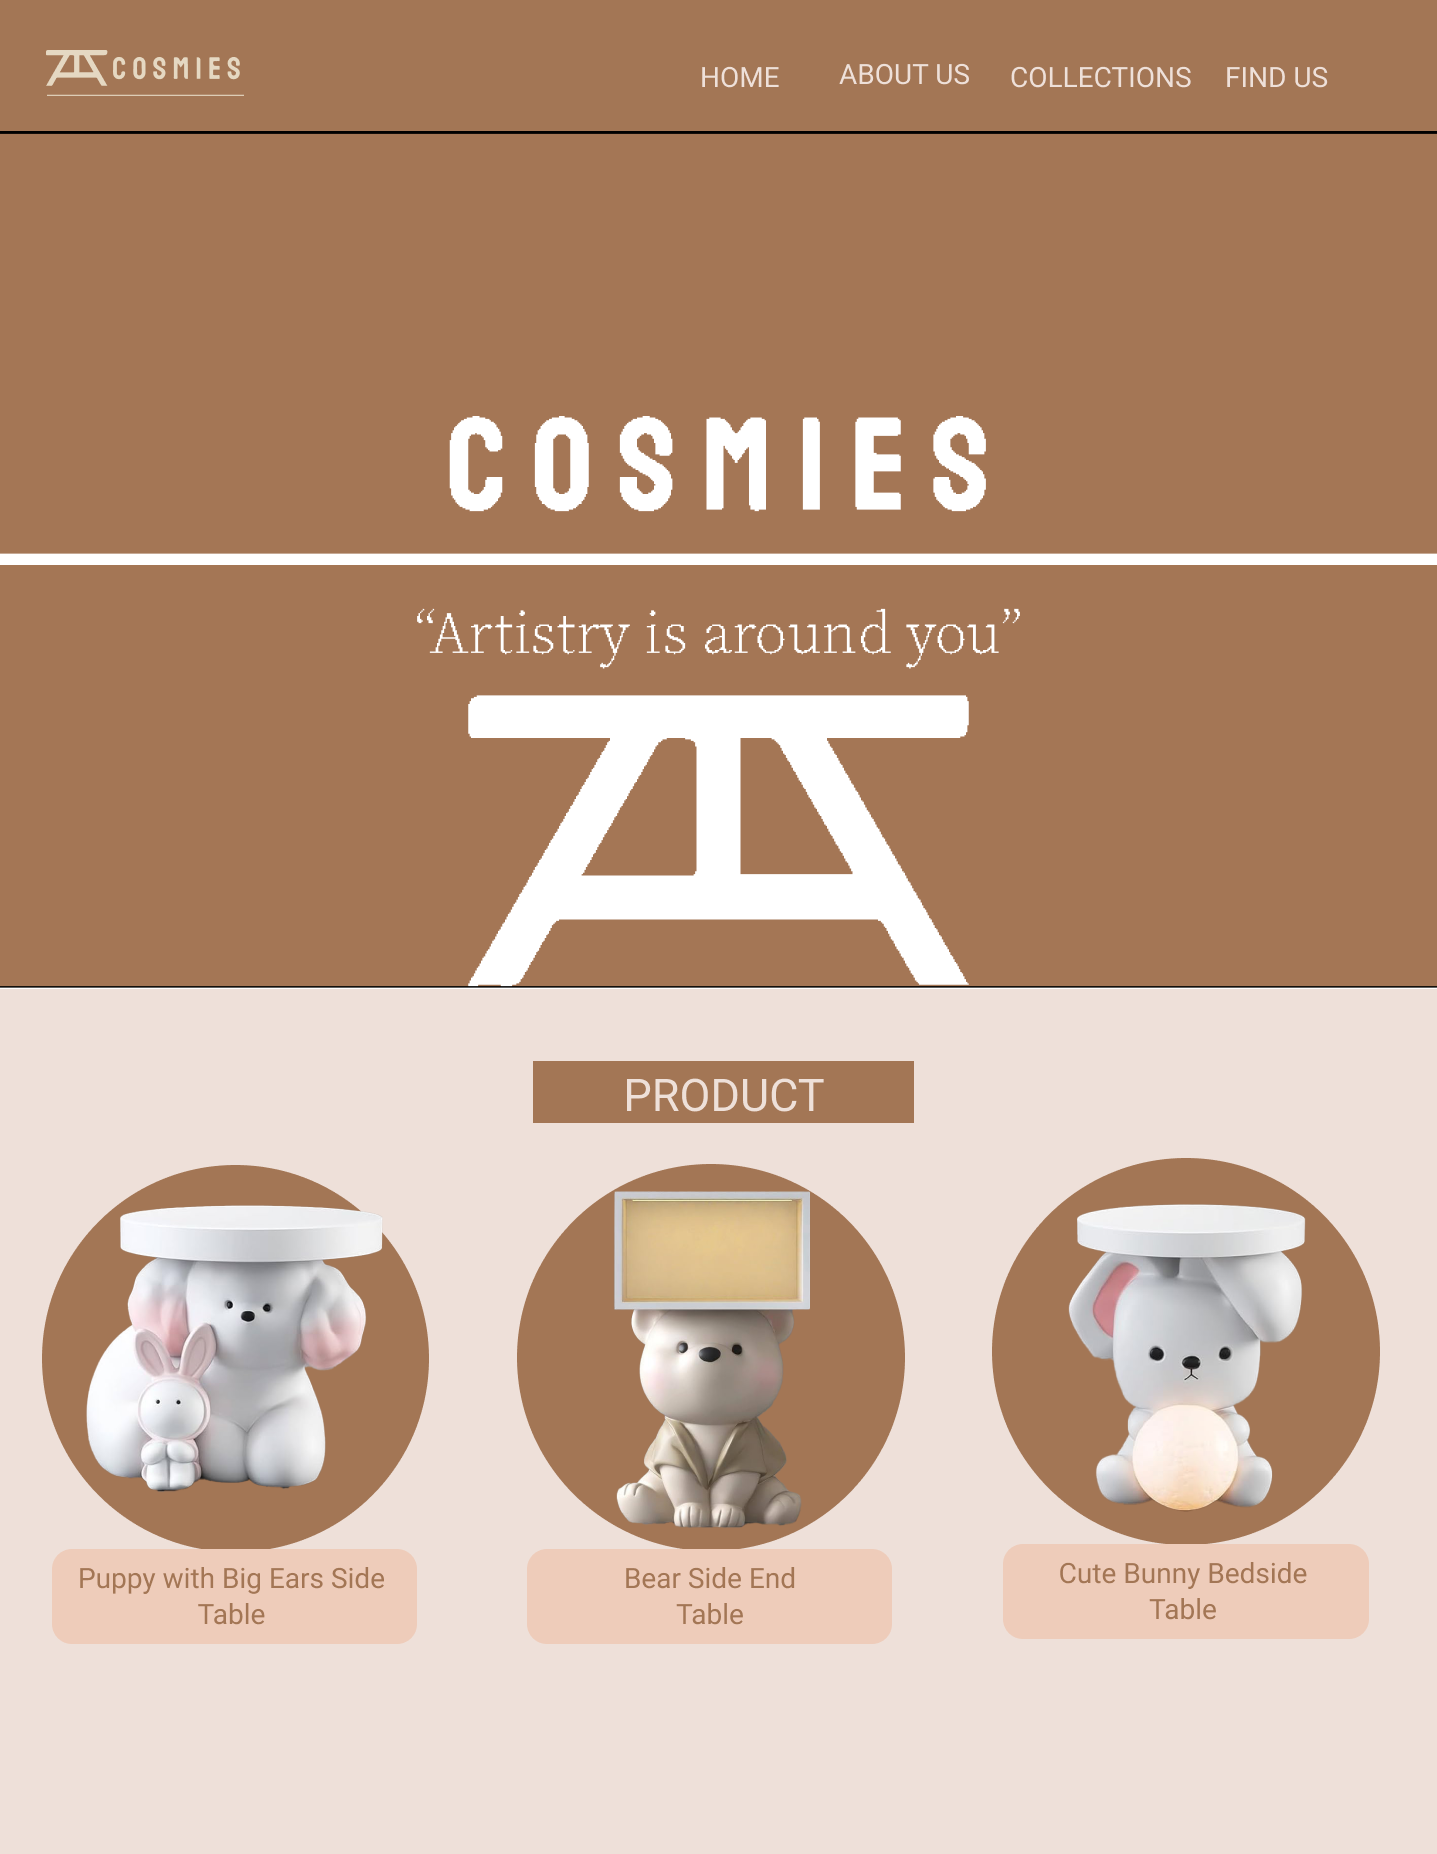 COSMIES
HOME
ABOUT US
COLLECTIONS
FIND US
COSMIES
“Artistry is around you”
PRODUCT
Puppy with Big Ears Side
Table
Bear Side End
Table
Cute Bunny Bedside
Table